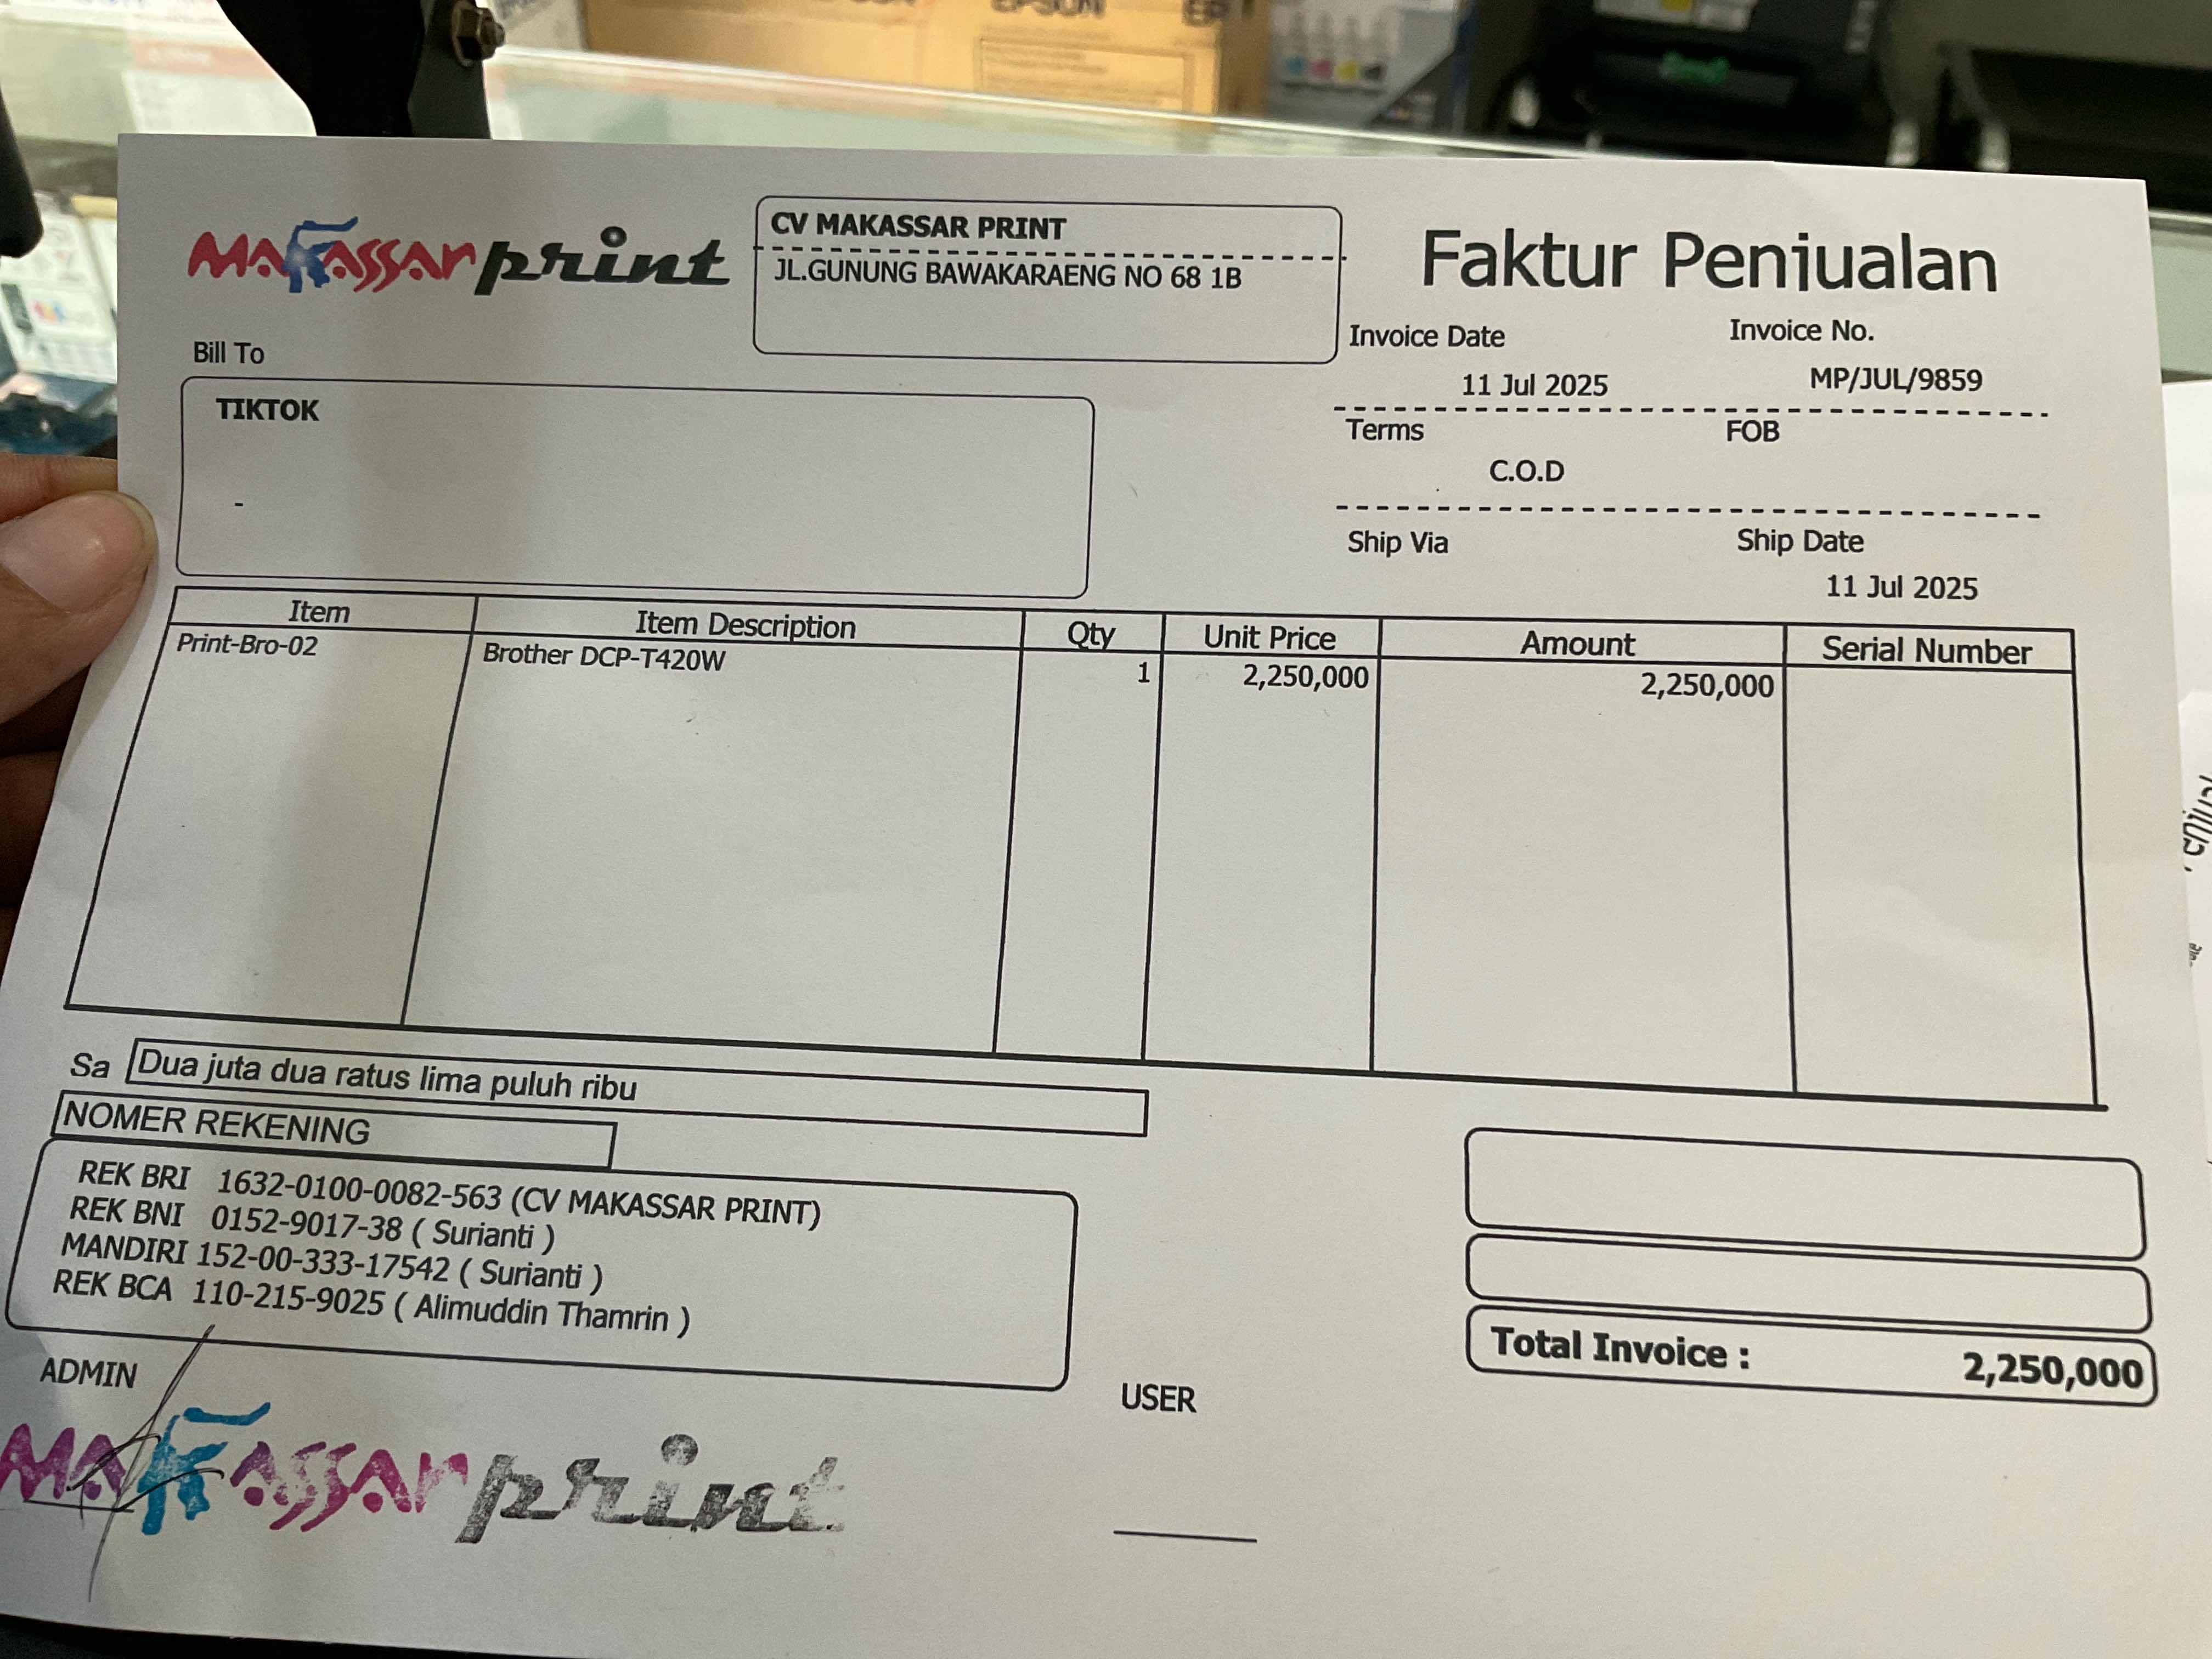 EPSON
MAKASSAR print
CV MAKASSAR PRINT
JL.GUNUNG BAWAKARAENG NO 68 1B
Faktur Penjualan
Invoice Date
Invoice No.
11 Jul 2025
MP/JUL/9859
Terms
FOB
C.O.D
Ship Via
Ship Date
11 Jul 2025
Bill To
TIKTOK
-
Item
Item Description
Qty
Unit Price
Amount
Serial Number
Print-Bro-02
Brother DCP-T420W
1
2,250,000
2,250,000
Sa
Dua juta dua ratus lima puluh ribu
NOMER REKENING
REK BRI 1632-0100-0082-563 (CV MAKASSAR PRINT)
REK BNI 0152-9017-38 ( Surianti )
MANDIRI 152-00-333-17542 ( Surianti )
REK BCA 110-215-9025 ( Alimuddin Thamrin )
Total Invoice : 2,250,000
ADMIN
USER
MAKASSAR print